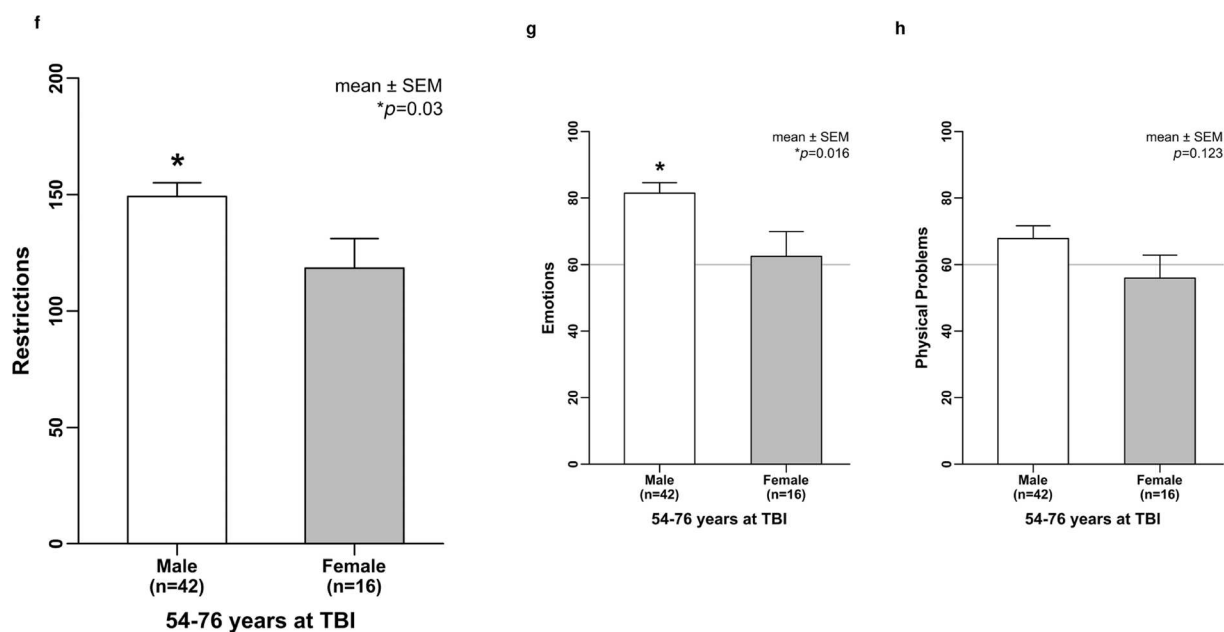 f
mean ± SEM
*p=0.03
*
200
150
100
50
0
Restrictions
Male
(n=42)
Female
(n=16)
54-76 years at TBI
g
mean ± SEM
*p=0.016
*
100
80
60
40
20
0
Emotions
Male
(n=42)
Female
(n=16)
54-76 years at TBI
h
mean ± SEM
p=0.123
100
80
60
40
20
0
Physical Problems
Male
(n=42)
Female
(n=16)
54-76 years at TBI